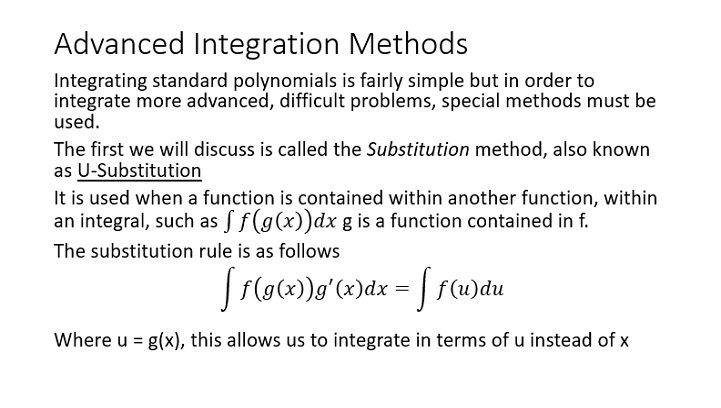 Advanced Integration Methods
Integrating standard polynomials is fairly simple but in order to
integrate more advanced, difficult problems, special methods must be
used.
The first we will discuss is called the Substitution method, also known
as U-Substitution
It is used when a function is contained within another function, within
an integral, such as ∫ f(g(x))dx g is a function contained in f.
The substitution rule is as follows
∫ f(g(x))g′(x)dx = ∫ f(u)du
Where u = g(x), this allows us to integrate in terms of u instead of x